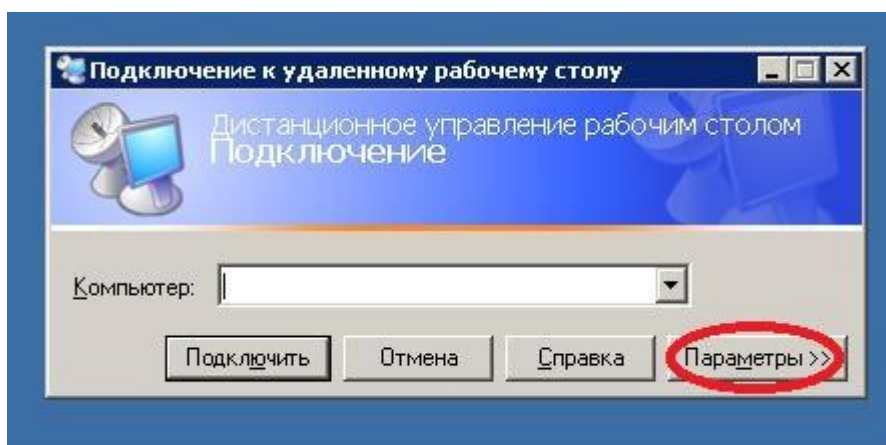 Подключение к удаленному рабочему столу
Дистанционное управление рабочим столом
Подключение
Компьютер:
Подключить Отмена Справка Параметры >>